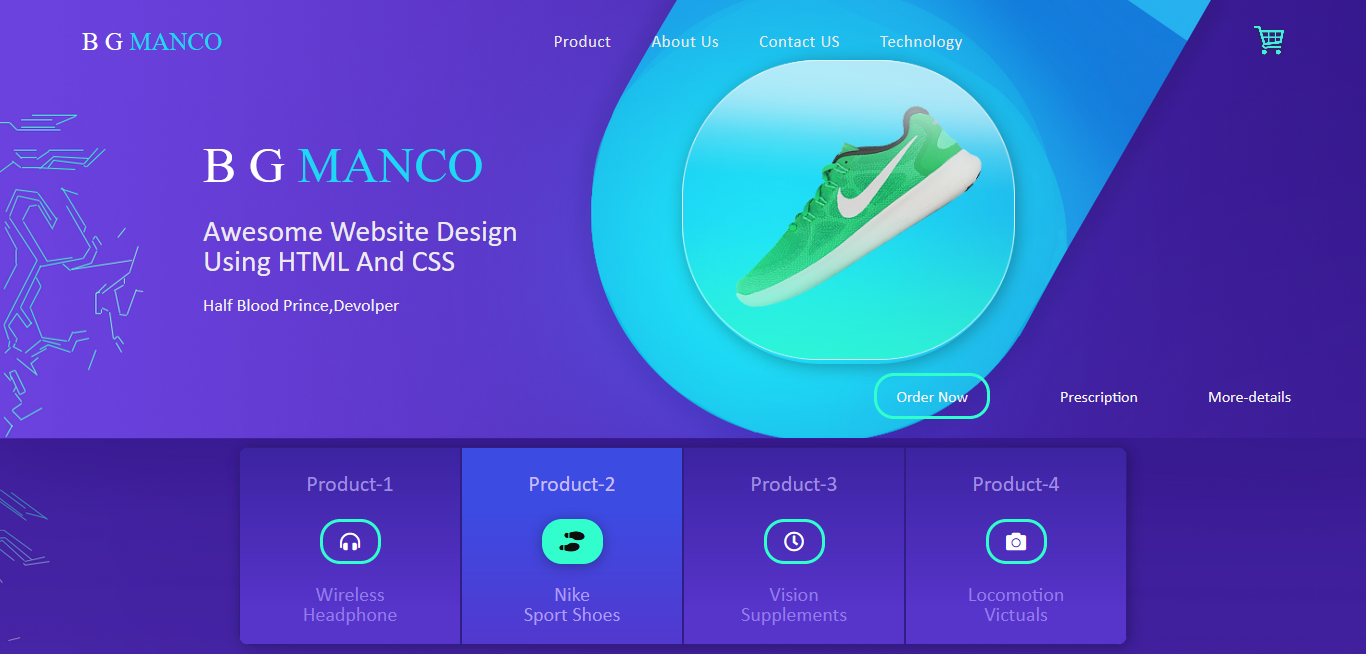 B G MANCO
Product About Us Contact US Technology
B G MANCO
Awesome Website Design
Using HTML And CSS
Half Blood Prince,Devolper
Order Now Prescription More-details
Product-1
Wireless
Headphone
Product-2
Nike
Sport Shoes
Product-3
Vision
Supplements
Product-4
Locomotion
Victuals